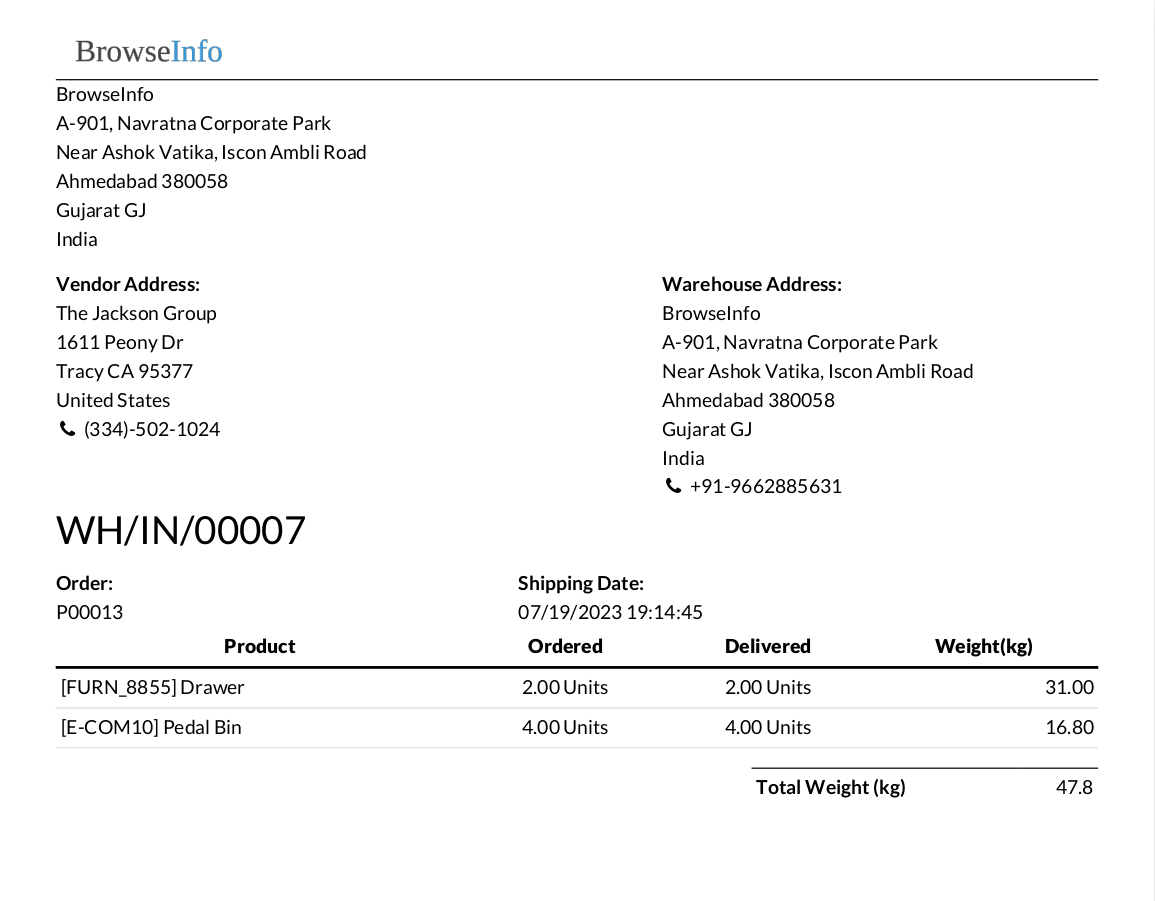 BrowseInfo
BrowseInfo
A-901, Navratna Corporate Park
Near Ashok Vatika, Iscon Ambli Road
Ahmedabad 380058
Gujarat GJ
India
Vendor Address:
The Jackson Group
1611 Peony Dr
Tracy CA 95377
United States
(334)-502-1024
Warehouse Address:
BrowseInfo
A-901, Navratna Corporate Park
Near Ashok Vatika, Iscon Ambli Road
Ahmedabad 380058
Gujarat GJ
India
+91-9662885631
WH/IN/00007
Order:
P00013
Shipping Date:
07/19/2023 19:14:45
Product Ordered Delivered Weight(kg)
[FURN_8855] Drawer 2.00 Units 2.00 Units 31.00
[E-COM10] Pedal Bin 4.00 Units 4.00 Units 16.80
Total Weight (kg) 47.8